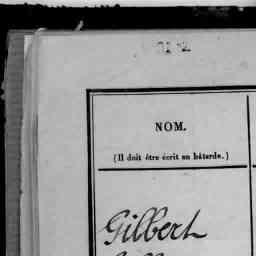 NOM.
(Il doit être écrit en bâtarde.)
Gilbert